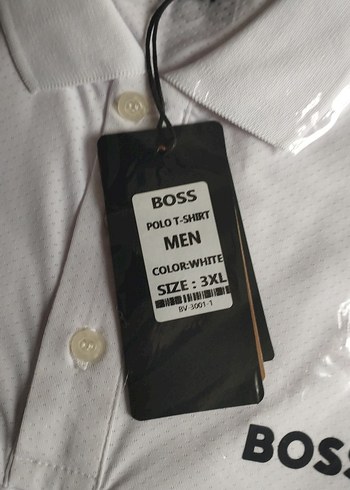 BOSS
POLO T-SHIRT
MEN
COLOR:WHITE
SIZE : 3XL
BV-3001-1
BOSS